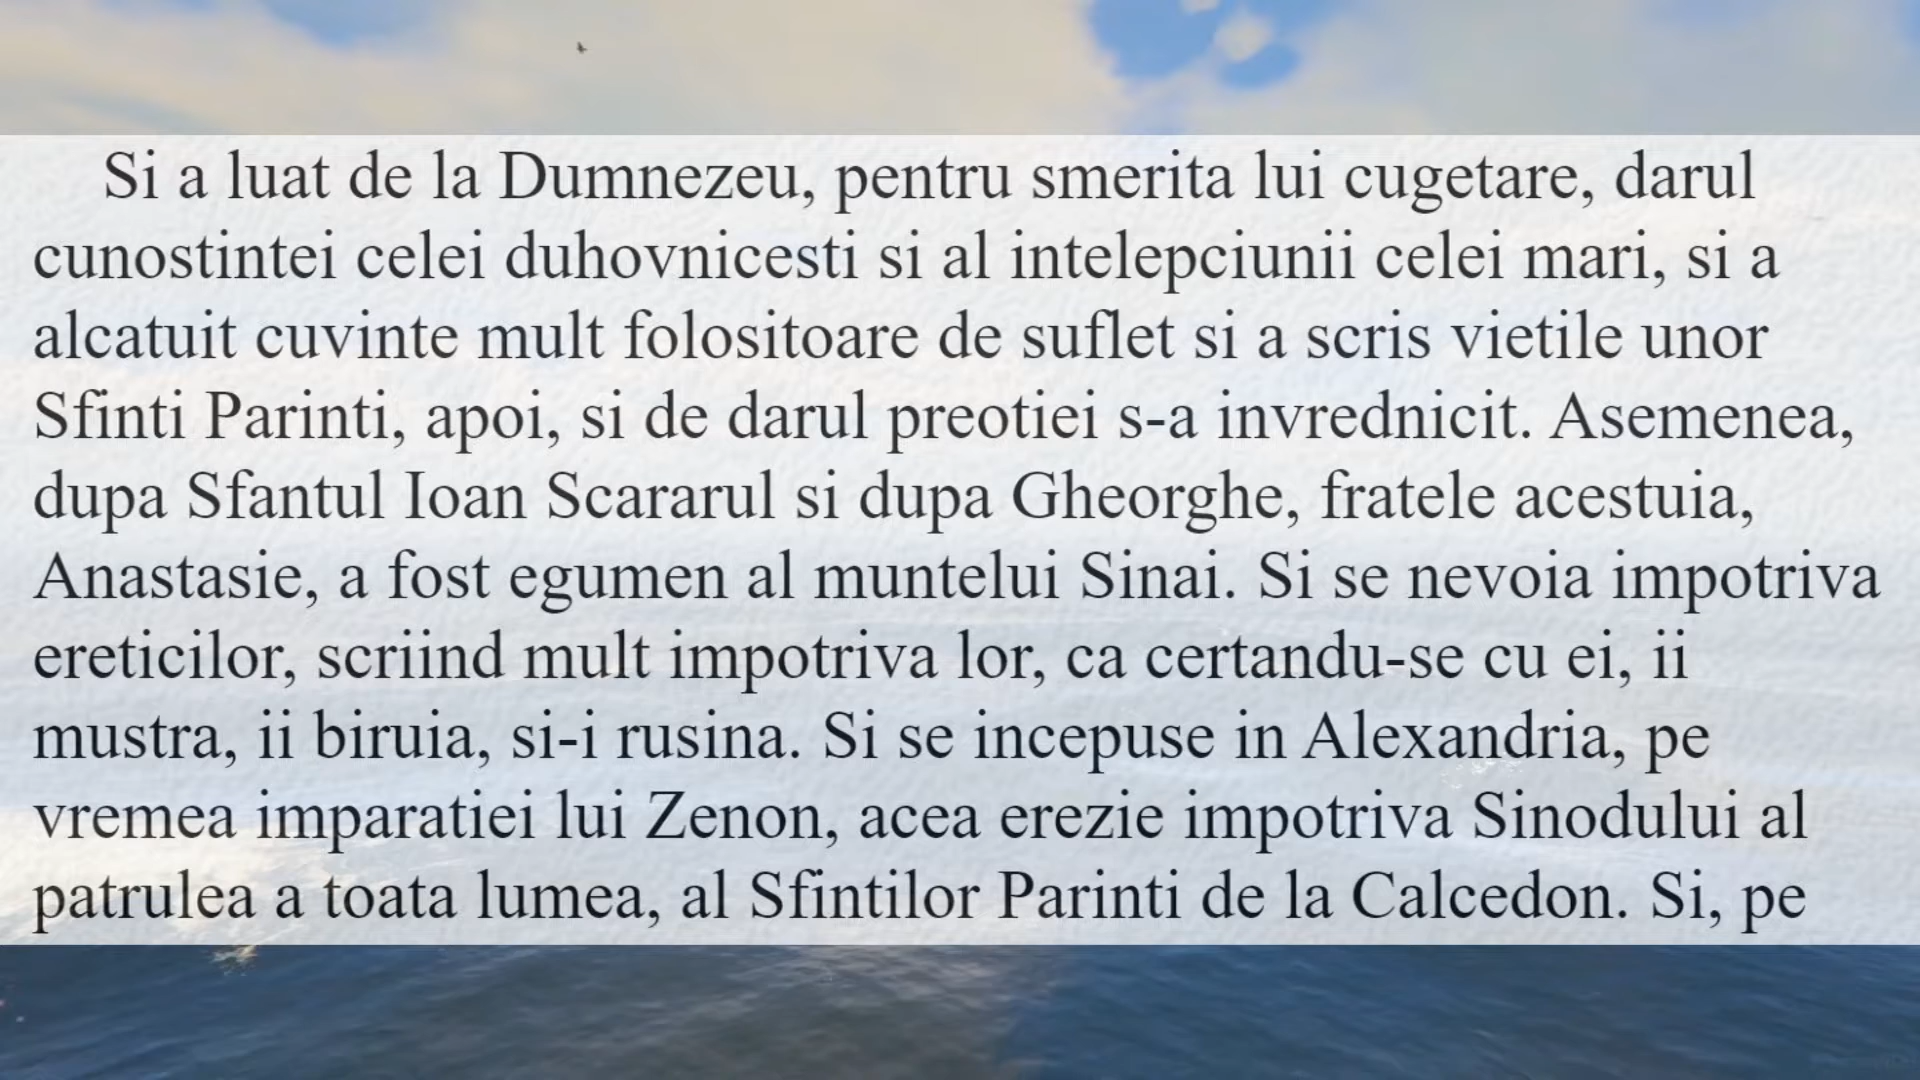 Si a luat de la Dumnezeu, pentru smerita lui cugetare, darul
cunostintei celei duhovnicesti si al intelepciunii celei mari, si a
alcatuit cuvinte mult folositoare de suflet si a scris vietile unor
Sfinti Parinti, apoi, si de darul preotiei s-a invrednicit. Asemenea,
dupa Sfantul Ioan Scararul si dupa Gheorghe, fratele acestuia,
Anastasie, a fost egumen al muntelui Sinai. Si se nevoia impotriva
ereticilor, scriind mult impotriva lor, ca certandu-se cu ei, ii
mustra, ii biruia, si-i rusina. Si se incepuse in Alexandria, pe
vremea imparatiei lui Zenon, acea erezie impotriva Sinodului al
patrulea a toata lumea, al Sfintilor Parinti de la Calcedon. Si, pe